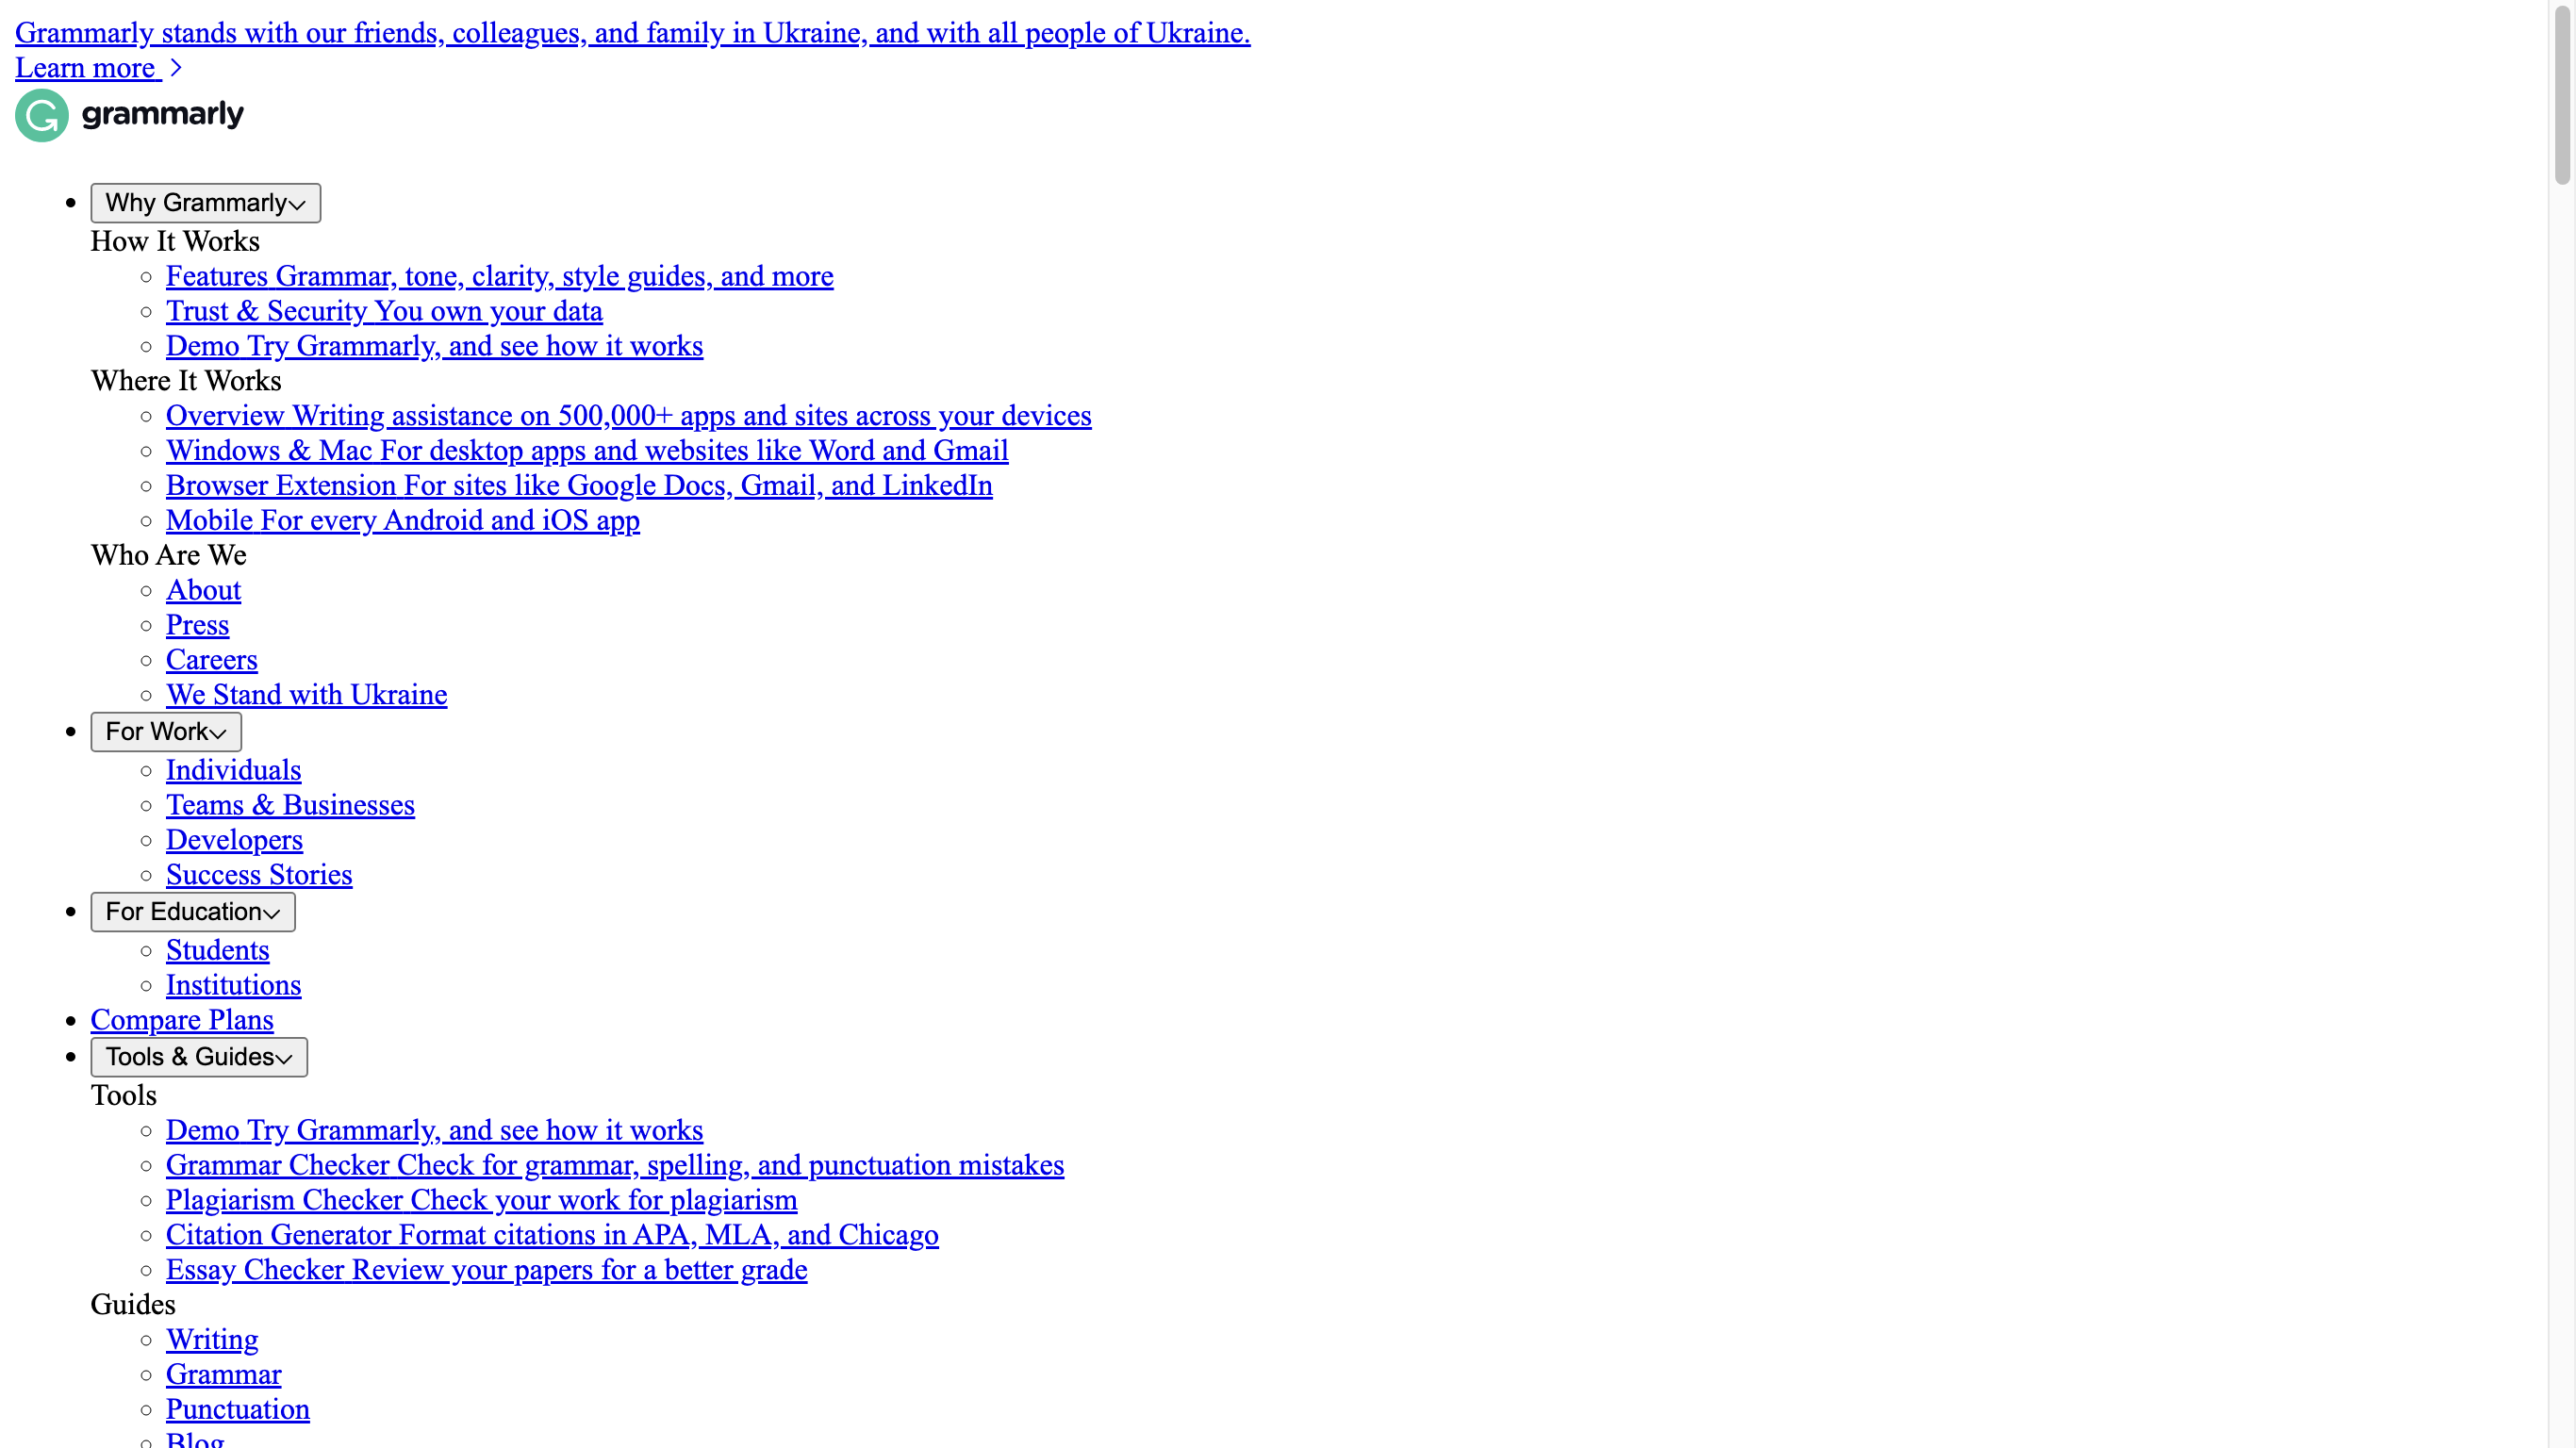 Grammarly stands with our friends, colleagues, and family in Ukraine, and with all people of Ukraine.
Learn more
grammarly
Why Grammarly
How It Works
Features Grammar, tone, clarity, style guides, and more
Trust & Security You own your data
Demo Try Grammarly, and see how it works
Where It Works
Overview Writing assistance on 500,000+ apps and sites across your devices
Windows & Mac For desktop apps and websites like Word and Gmail
Browser Extension For sites like Google Docs, Gmail, and LinkedIn
Mobile For every Android and iOS app
Who Are We
About
Press
Careers
We Stand with Ukraine
For Work
Individuals
Teams & Businesses
Developers
Success Stories
For Education
Students
Institutions
Compare Plans
Tools & Guides
Tools
Demo Try Grammarly, and see how it works
Grammar Checker Check for grammar, spelling, and punctuation mistakes
Plagiarism Checker Check your work for plagiarism
Citation Generator Format citations in APA, MLA, and Chicago
Essay Checker Review your papers for a better grade
Guides
Writing
Grammar
Punctuation
Blog